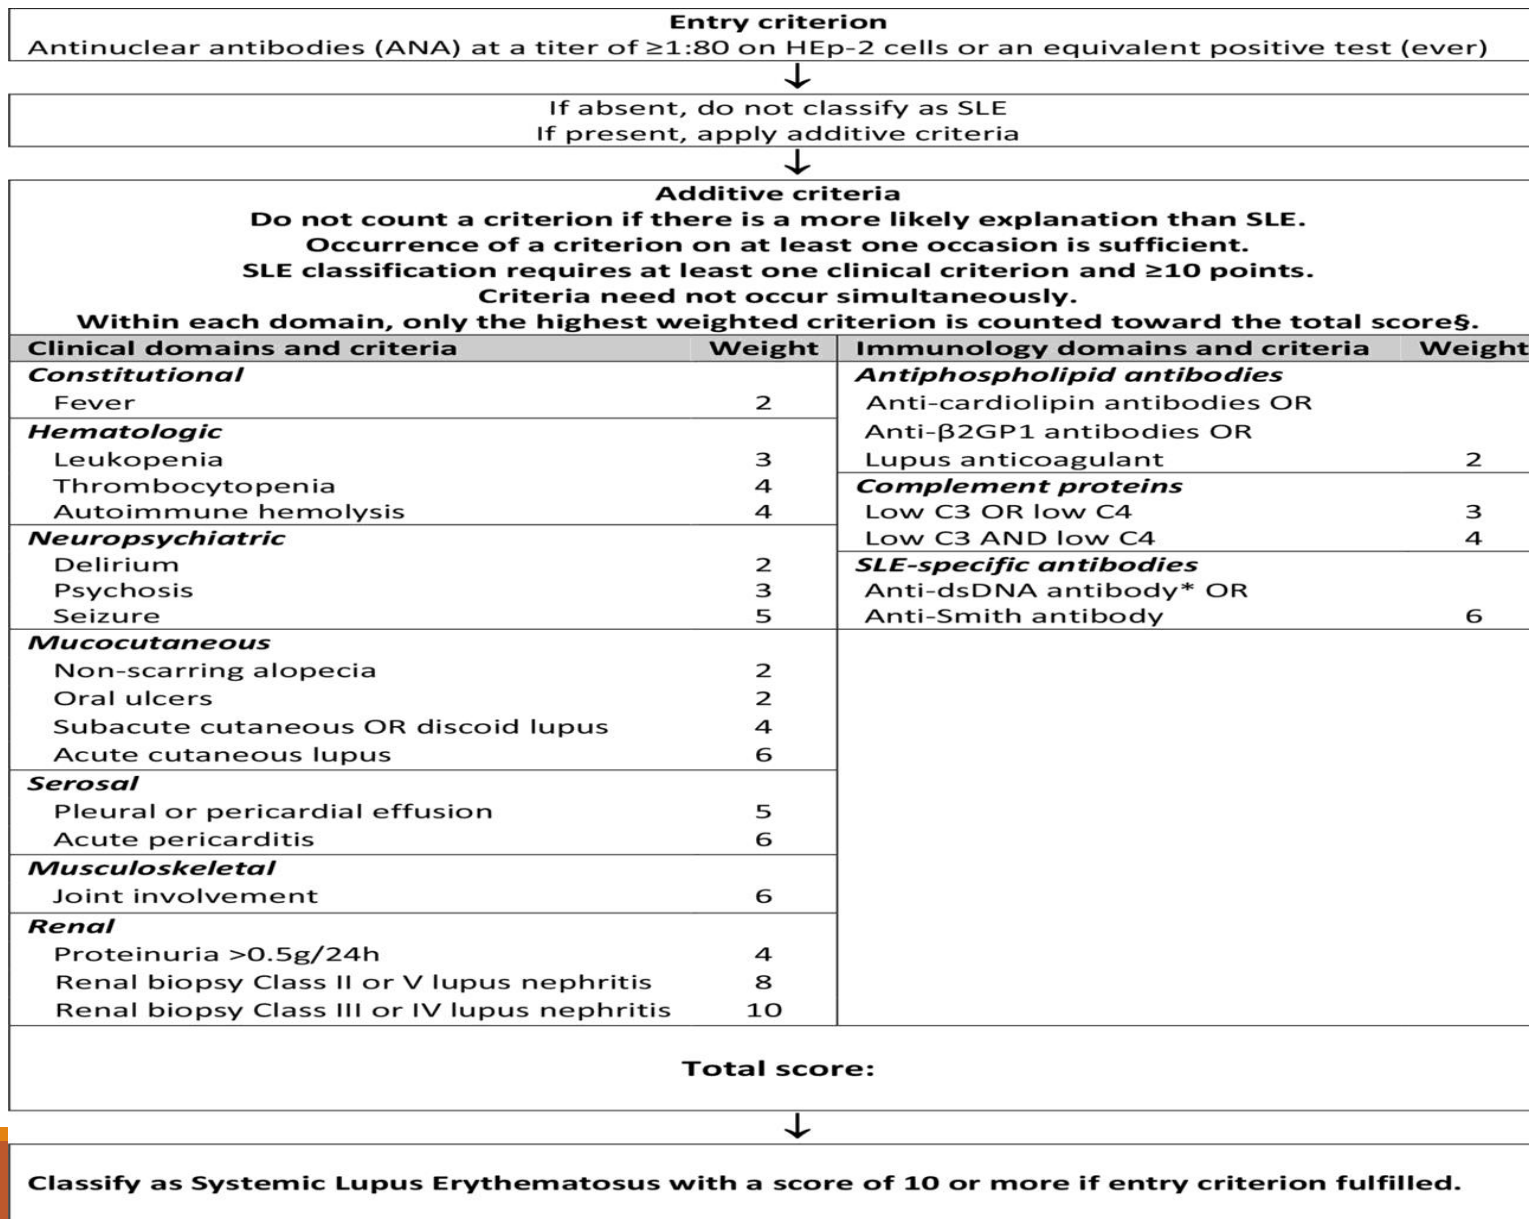 Entry criterion
Antinuclear antibodies (ANA) at a titer of ≥1:80 on HEp-2 cells or an equivalent positive test (ever)
↓
If absent, do not classify as SLE
If present, apply additive criteria
↓
Additive criteria
Do not count a criterion if there is a more likely explanation than SLE.
Occurrence of a criterion on at least one occasion is sufficient.
SLE classification requires at least one clinical criterion and ≥10 points.
Criteria need not occur simultaneously.
Within each domain, only the highest weighted criterion is counted toward the total score§.
Clinical domains and criteria Weight
Constitutional
Fever 2
Hematologic
Leukopenia 3
Thrombocytopenia 4
Autoimmune hemolysis 4
Neuropsychiatric
Delirium 2
Psychosis 3
Seizure 5
Mucocutaneous
Non-scarring alopecia 2
Oral ulcers 2
Subacute cutaneous OR discoid lupus 4
Acute cutaneous lupus 6
Serosal
Pleural or pericardial effusion 5
Acute pericarditis 6
Musculoskeletal
Joint involvement 6
Renal
Proteinuria >0.5g/24h 4
Renal biopsy Class II or V lupus nephritis 8
Renal biopsy Class III or IV lupus nephritis 10
Immunology domains and criteria Weight
Antiphospholipid antibodies
Anti-cardiolipin antibodies OR
Anti-β2GP1 antibodies OR
Lupus anticoagulant 2
Complement proteins
Low C3 OR low C4 3
Low C3 AND low C4 4
SLE-specific antibodies
Anti-dsDNA antibody* OR
Anti-Smith antibody 6
Total score:
↓
Classify as Systemic Lupus Erythematosus with a score of 10 or more if entry criterion fulfilled.